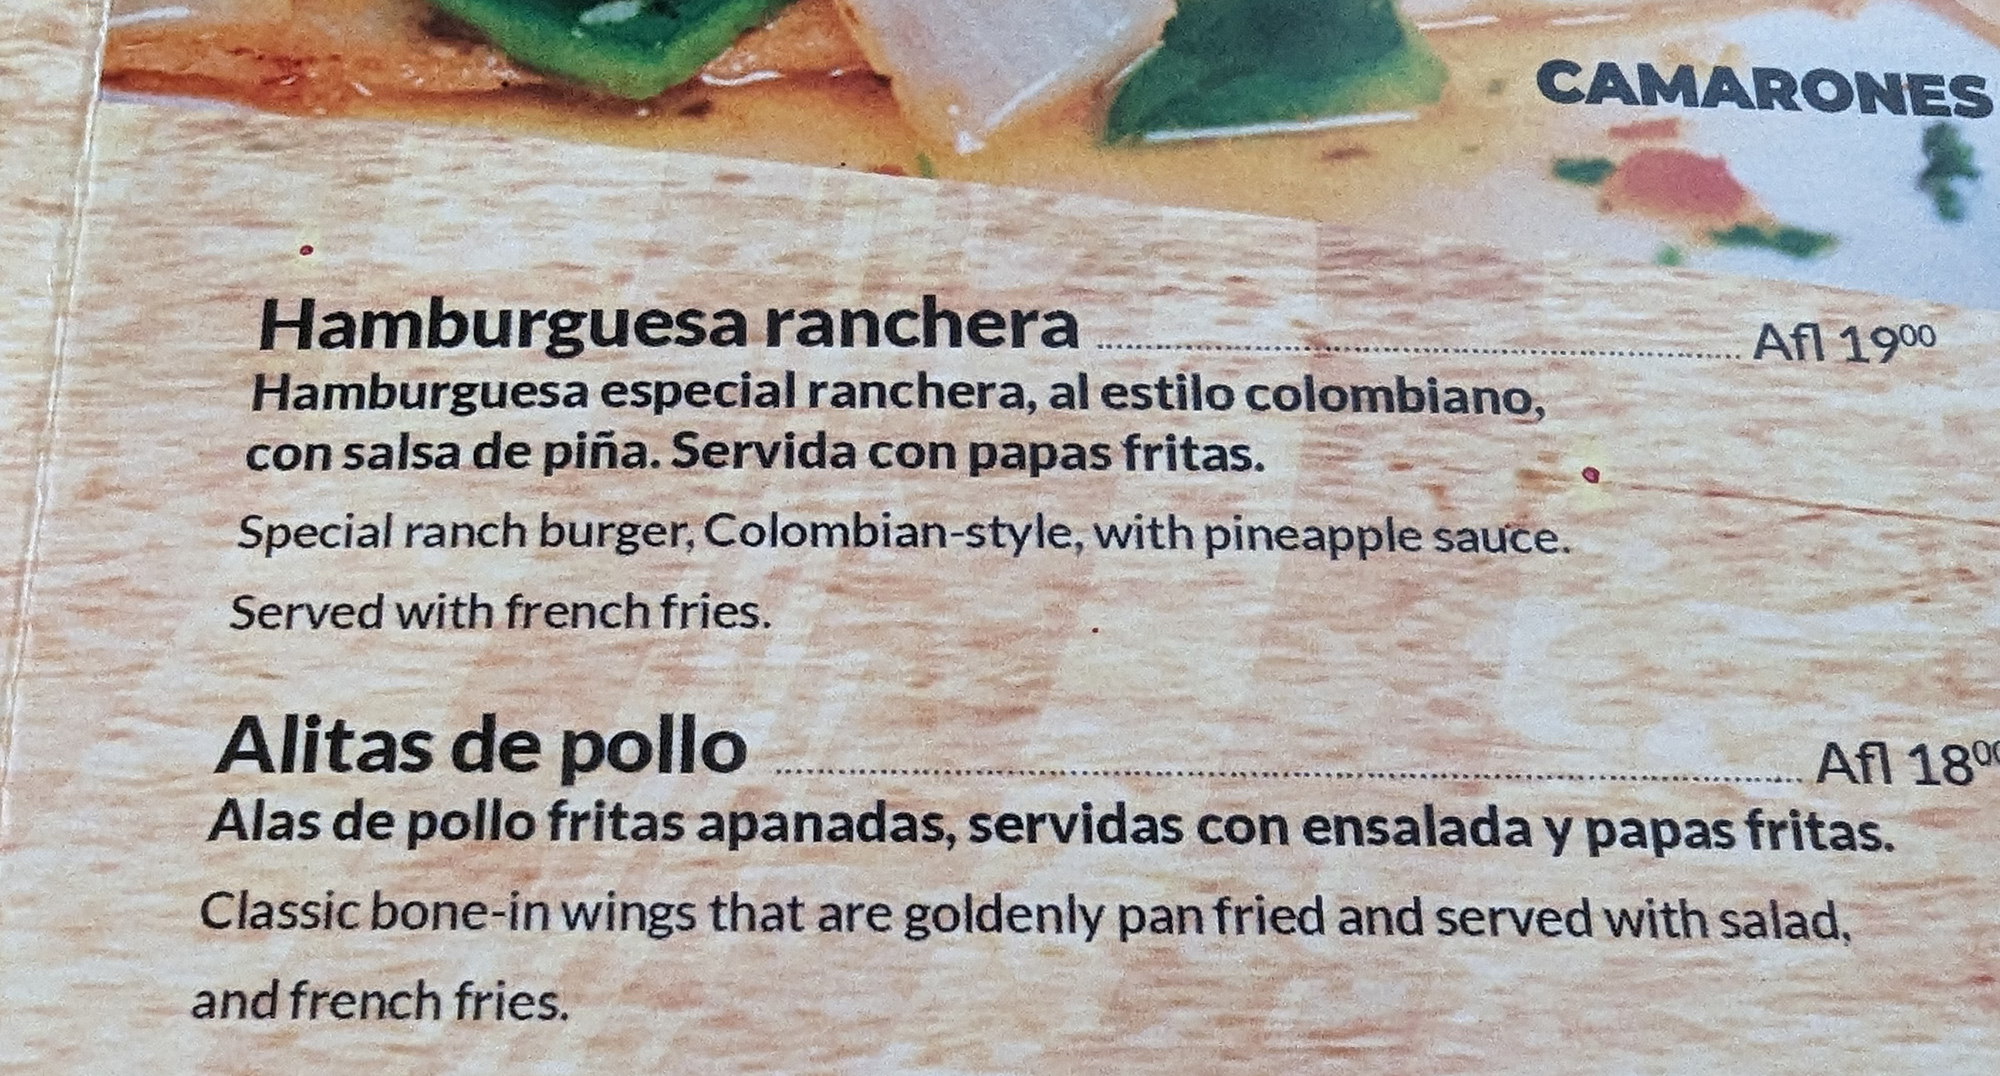 CAMARONES
Hamburguesa ranchera ........ Afl 19⁰⁰
Hamburguesa especial ranchera, al estilo colombiano,
con salsa de piña. Servida con papas fritas.
Special ranch burger, Colombian-style, with pineapple sauce.
Served with french fries.
Alitas de pollo ........ Afl 18⁰⁰
Alas de pollo fritas apanadas, servidas con ensalada y papas fritas.
Classic bone-in wings that are goldenly pan fried and served with salad,
and french fries.